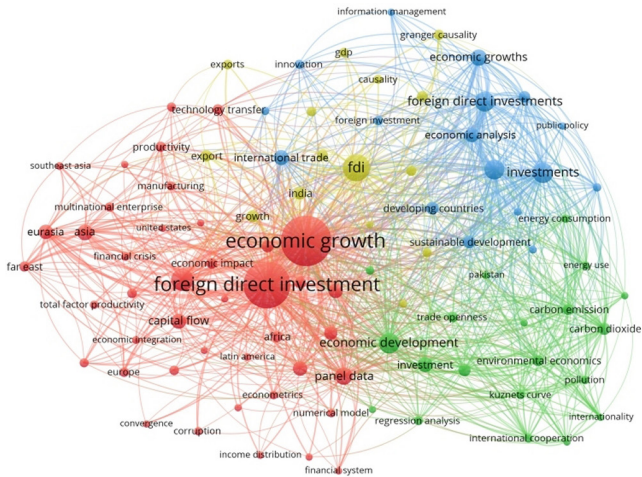 information management
granger causality
gdp
economic growths
exports
innovation
causality
foreign direct investments
technology transfer
foreign investment
economic analysis
public policy
productivity
export
international trade
fdi
investments
southeast asia
manufacturing
india
multinational enterprise
growth
developing countries
energy consumption
united states
eurasia
asia
economic growth
sustainable development
financial crisis
economic impact
far east
pakistan
energy use
foreign direct investment
total factor productivity
capital flow
trade openness
carbon emission
carbon dioxide
economic integration
africa
economic development
latin america
europe
panel data
investment
environmental economics
pollution
econometrics
kuznets curve
numerical model
regression analysis
internationality
convergence
corruption
international cooperation
income distribution
financial system